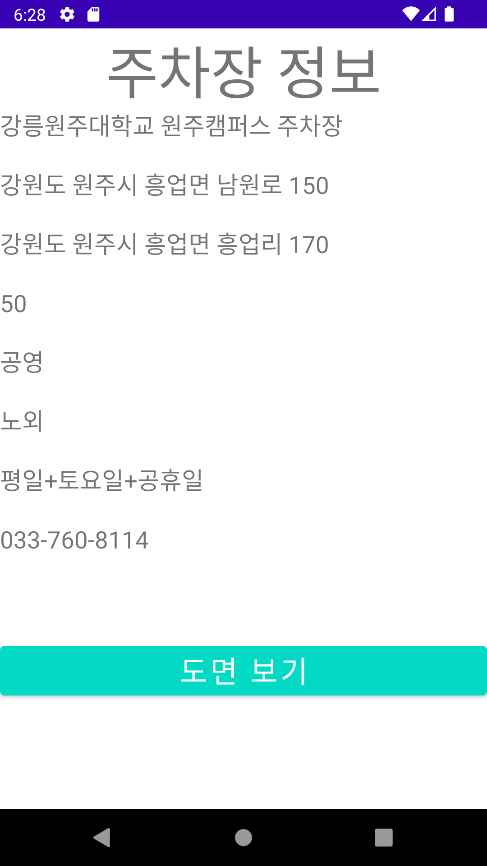 6:28
주차장 정보
강릉원주대학교 원주캠퍼스 주차장
강원도 원주시 흥업면 남원로 150
강원도 원주시 흥업면 흥업리 170
50
공영
노외
평일+토요일+공휴일
033-760-8114
도면 보기